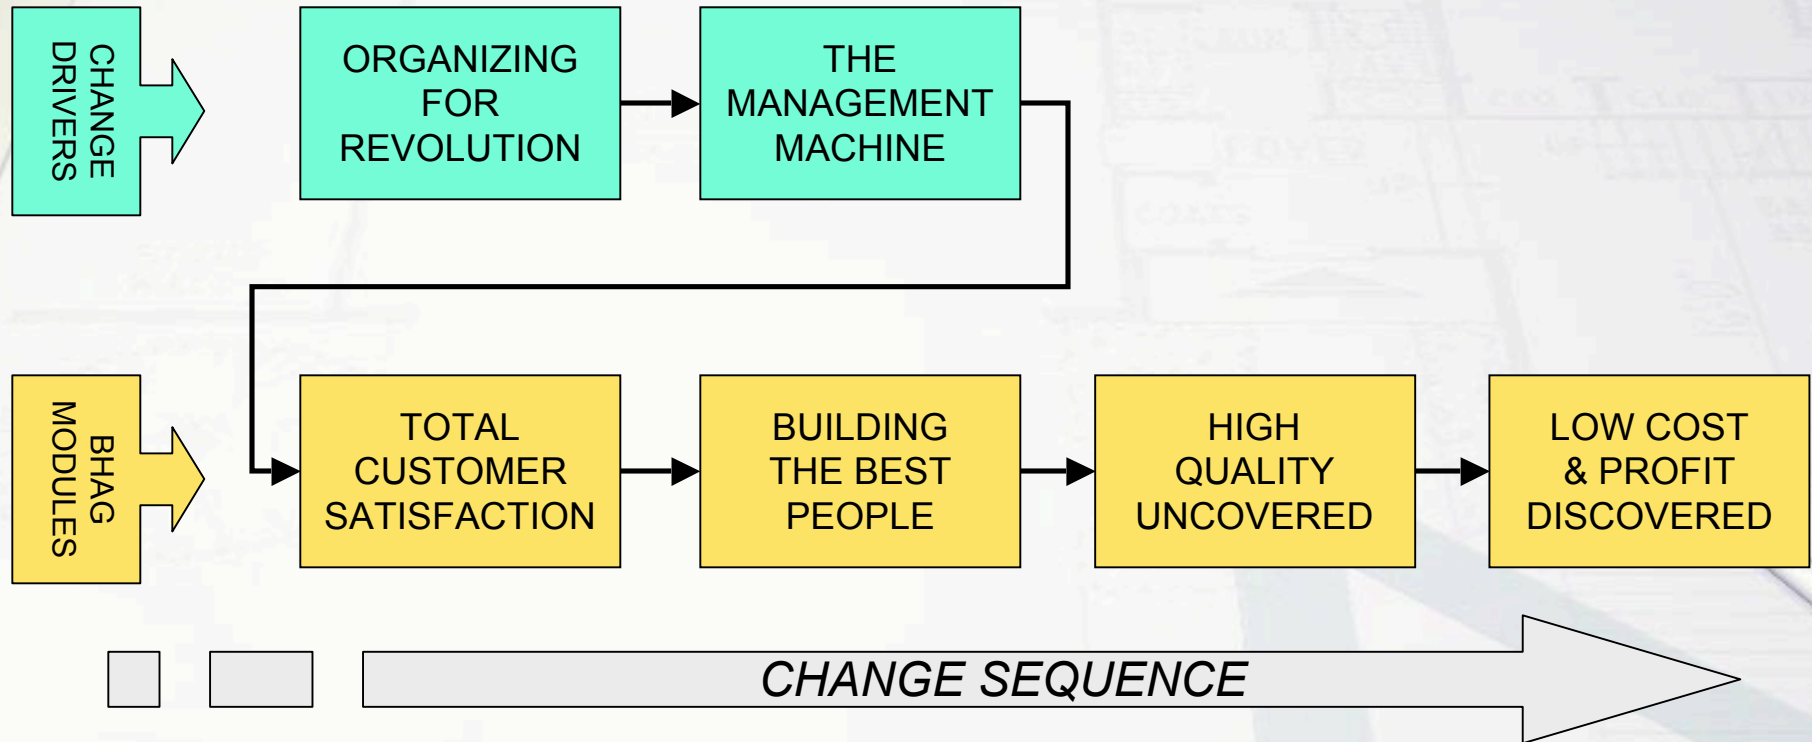 CHANGE
DRIVERS
ORGANIZING
FOR
REVOLUTION
THE
MANAGEMENT
MACHINE
BHAG
MODULES
TOTAL
CUSTOMER
SATISFACTION
BUILDING
THE BEST
PEOPLE
HIGH
QUALITY
UNCOVERED
LOW COST
& PROFIT
DISCOVERED
CHANGE SEQUENCE
FOYER